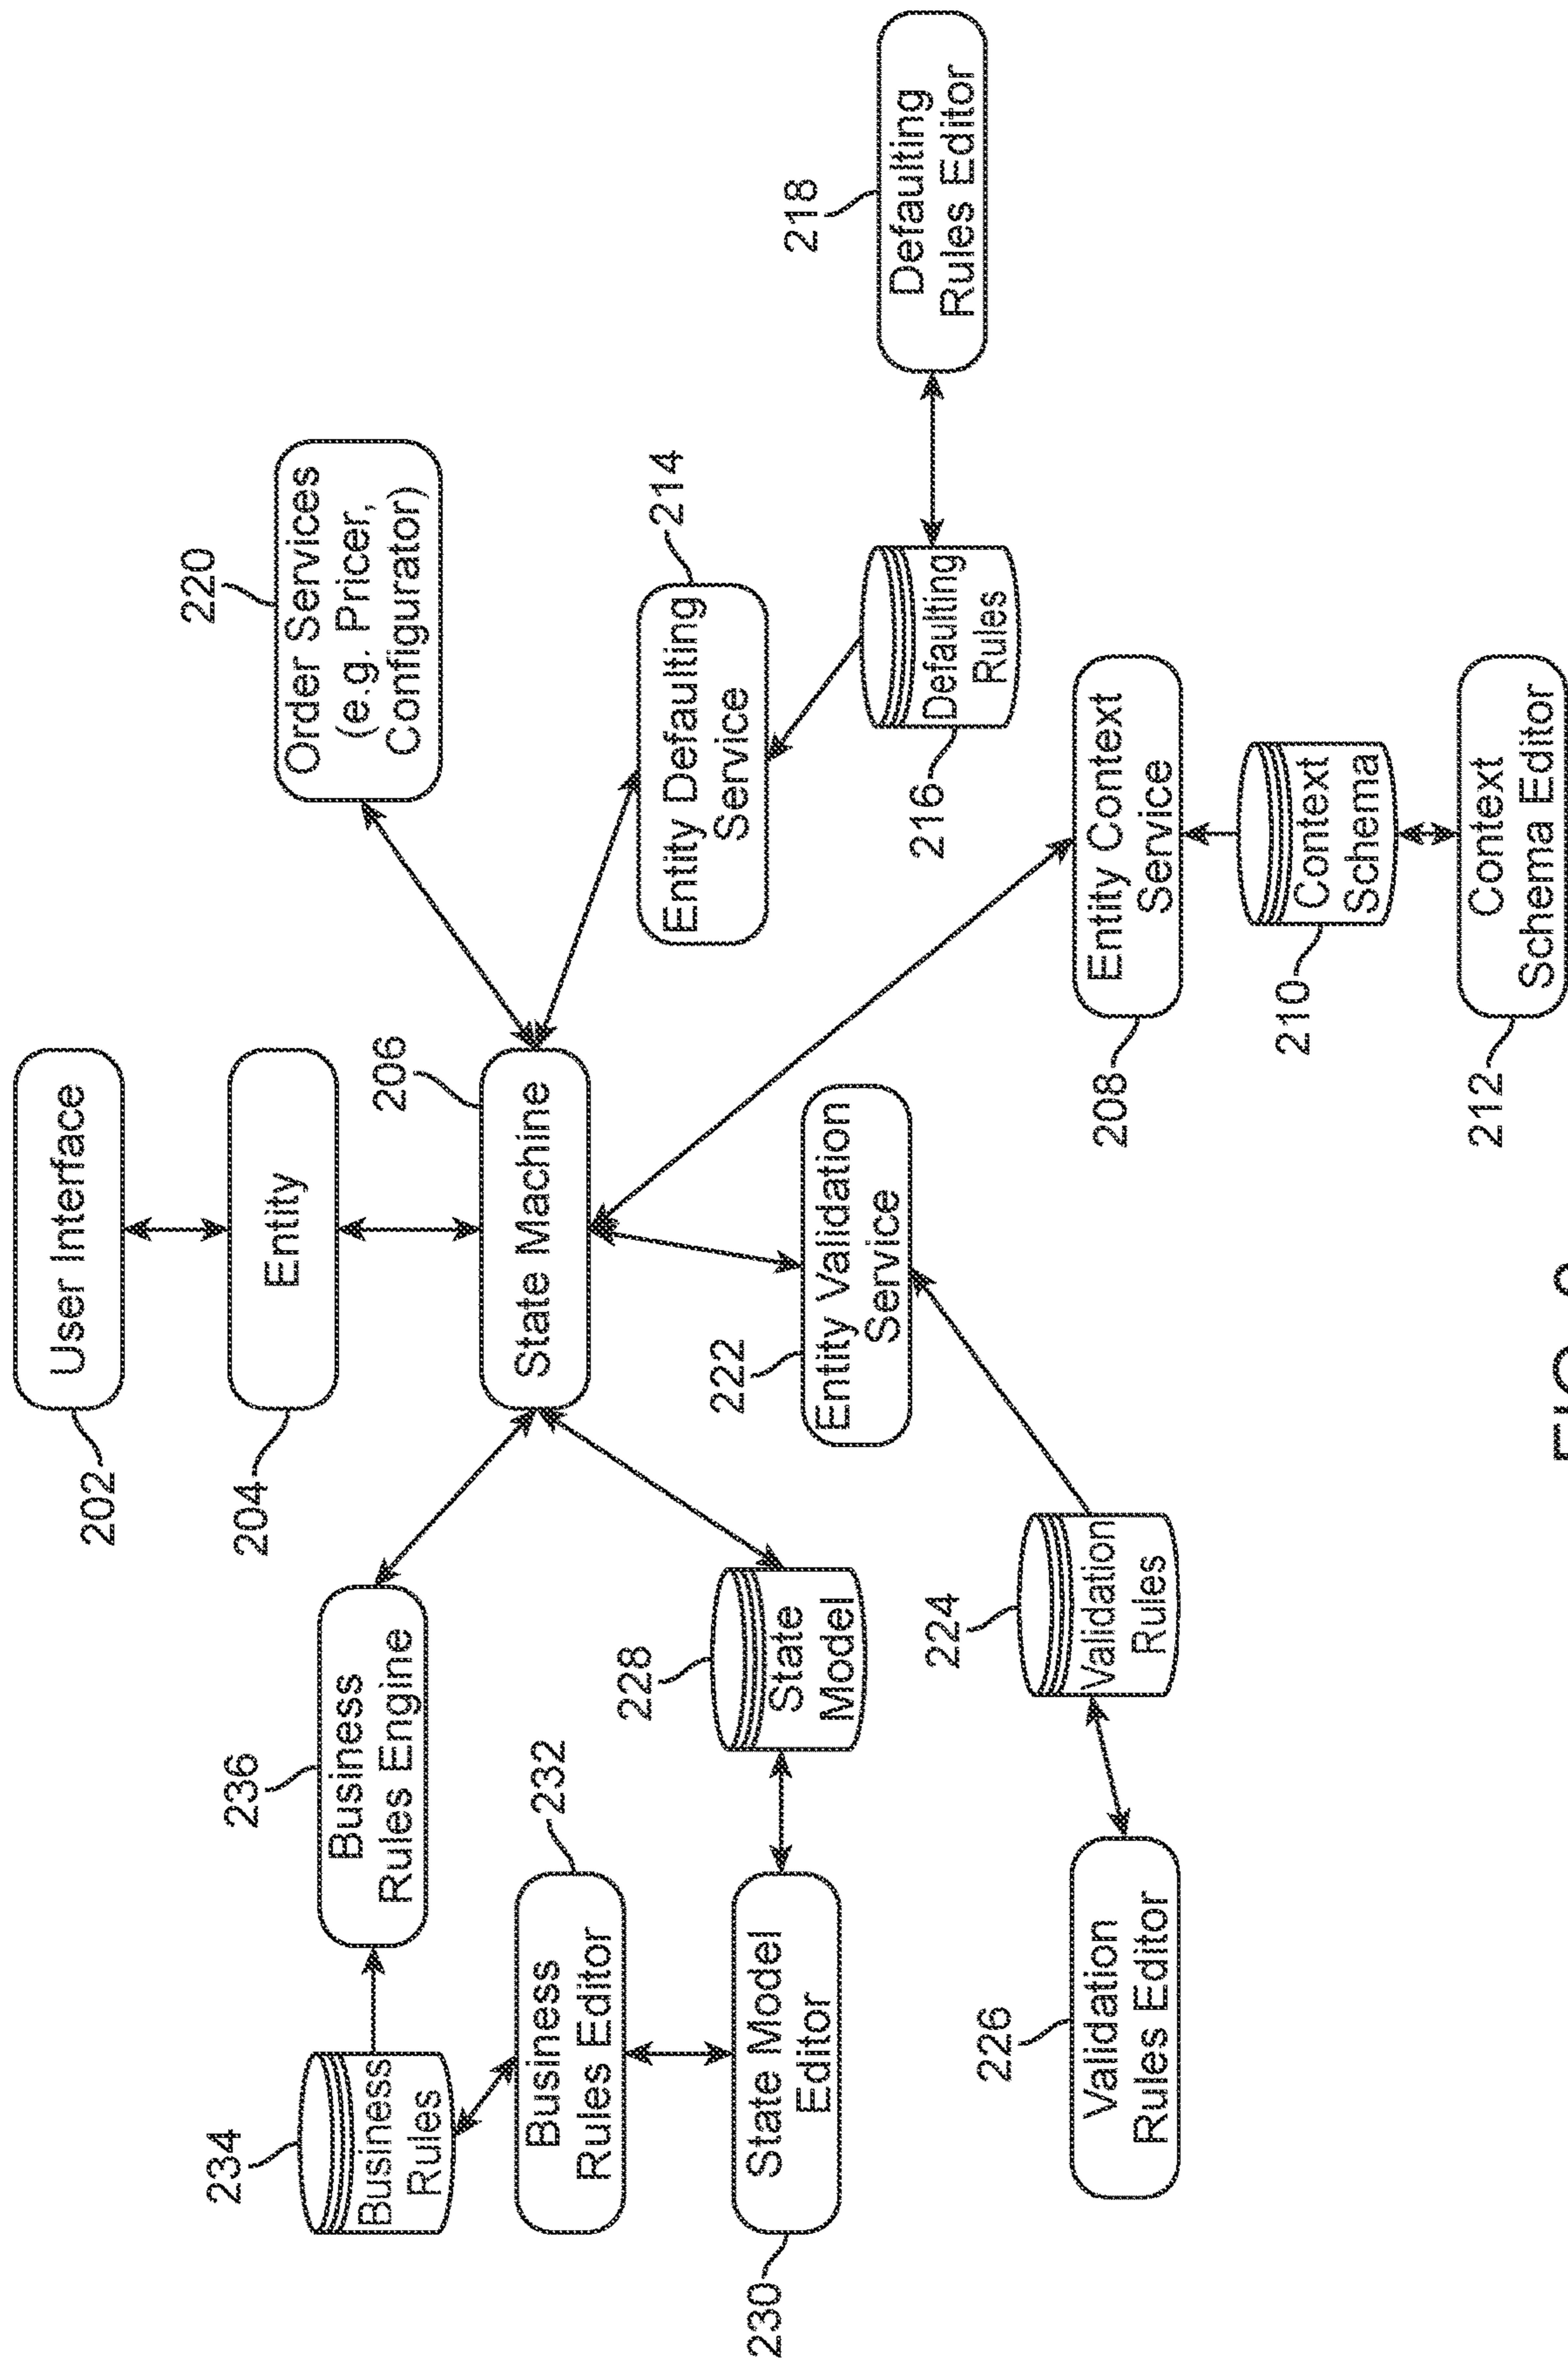 202
User Interface
204
Entity
206
State Machine
220
Order Services
(e.g. Pricer,
Configurator)
214
Entity Defaulting
Service
216
Defaulting
Rules
218
Defaulting
Rules Editor
208
Entity Context
Service
210
Context
Schema
212
Context
Schema Editor
222
Entity Validation
Service
224
Validation
Rules
226
Validation
Rules Editor
228
State
Model
230
State Model
Editor
232
Business
Rules Editor
234
Business
Rules
236
Business
Rules Engine